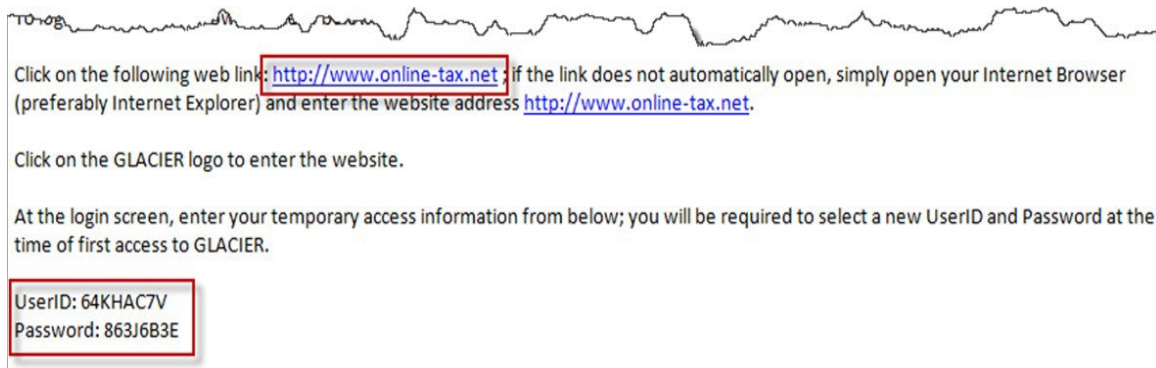 Click on the following web link: http://www.online-tax.net ; if the link does not automatically open, simply open your Internet Browser
(preferably Internet Explorer) and enter the website address http://www.online-tax.net.
Click on the GLACIER logo to enter the website.
At the login screen, enter your temporary access information from below; you will be required to select a new UserID and Password at the
time of first access to GLACIER.
UserID: 64KHAC7V
Password: 863J6B3E